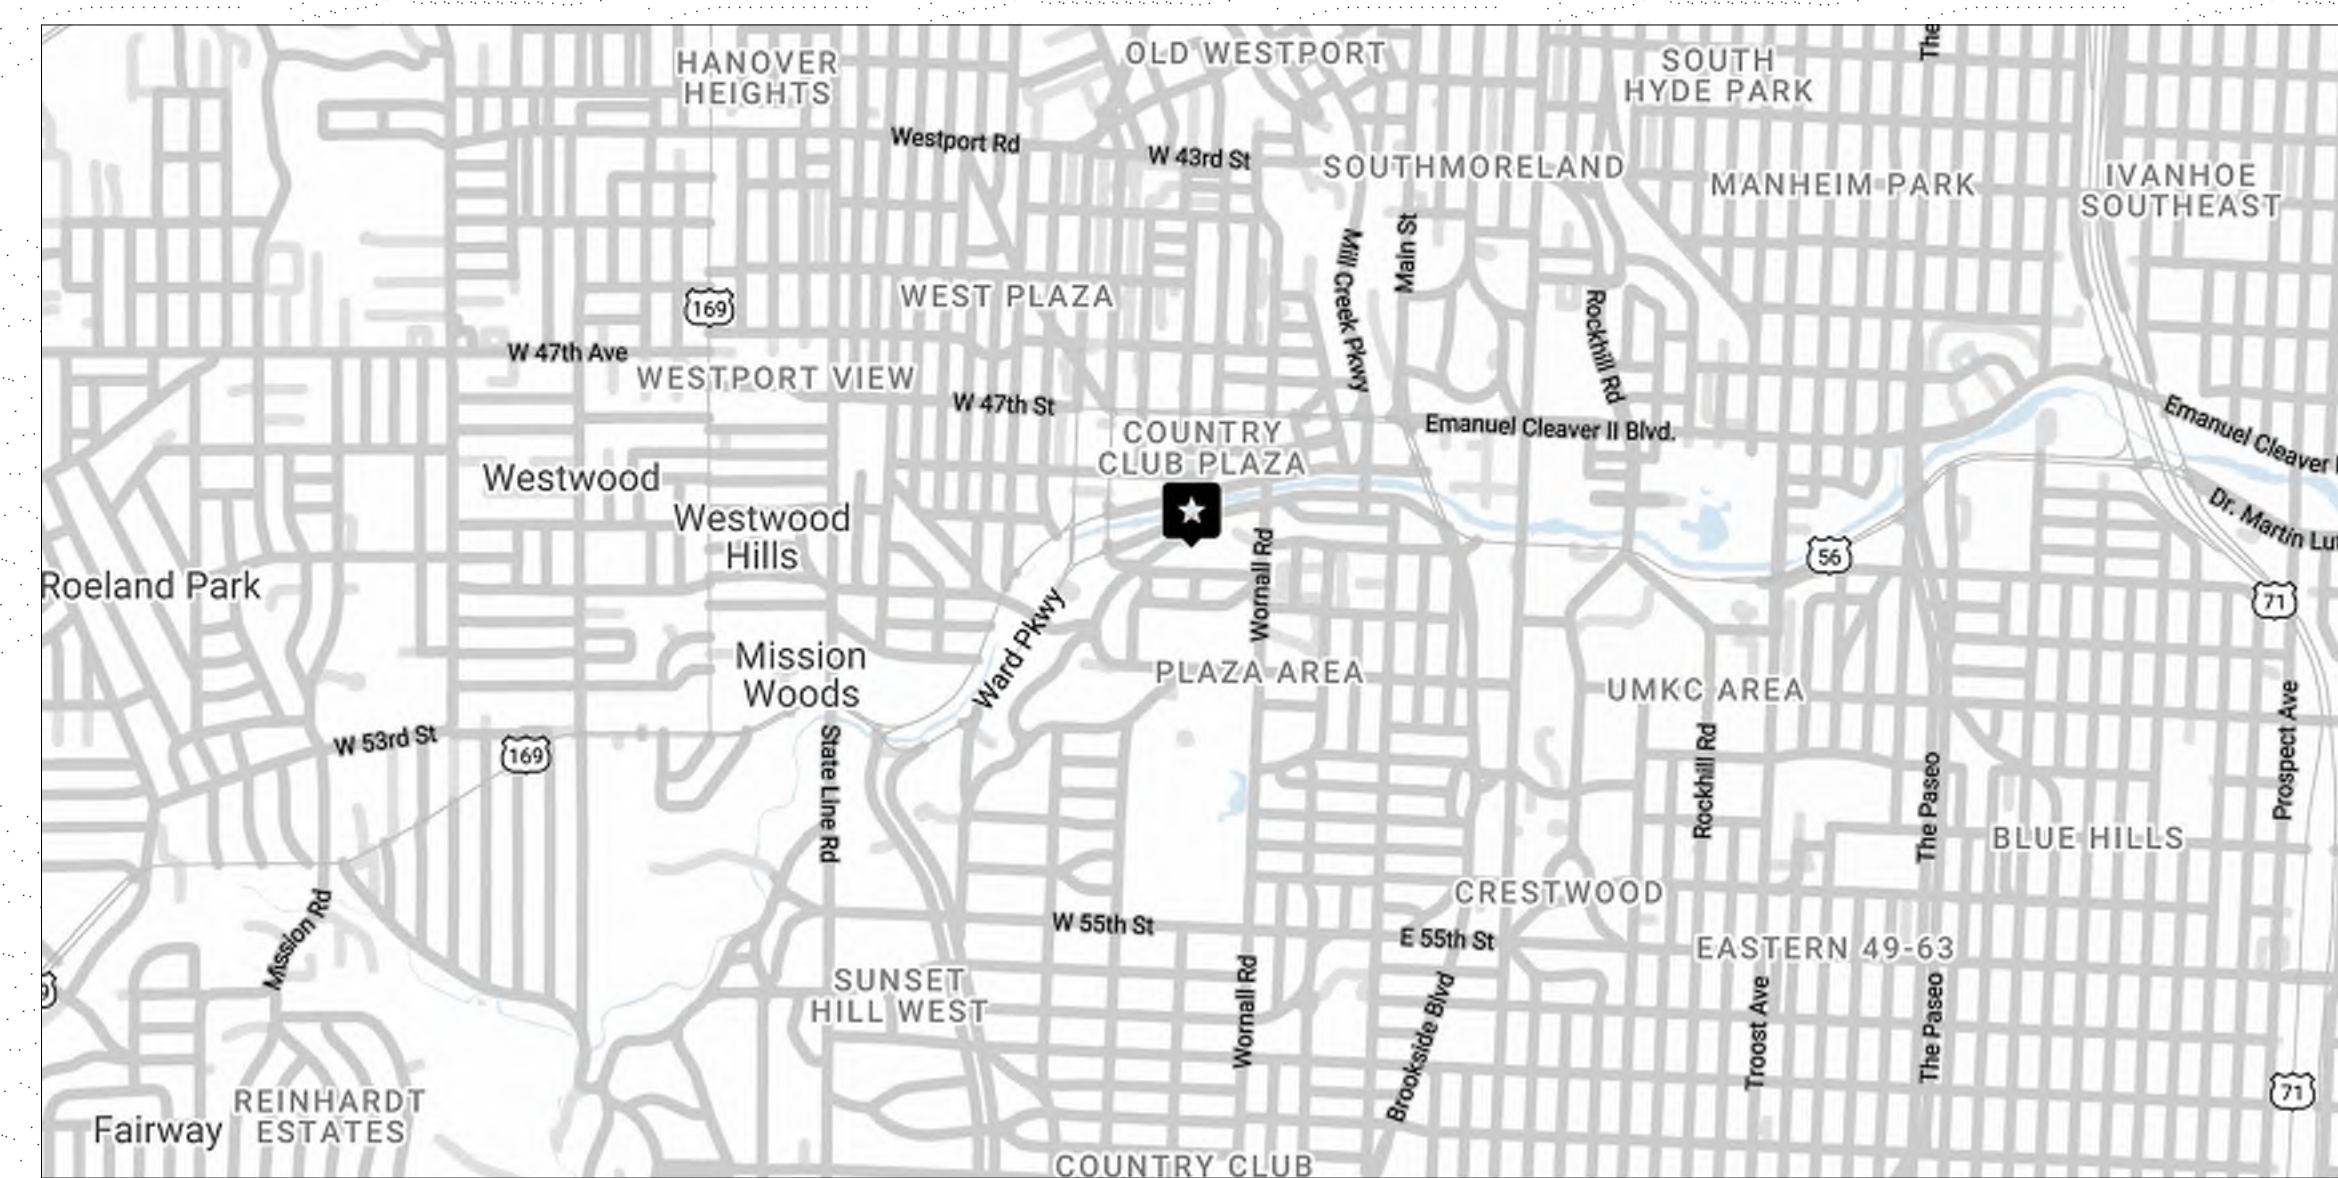 HANOVER
HEIGHTS
OLD WESTPORT
SOUTH
HYDE PARK
The
Westport Rd
W 43rd St
SOUTHMORELAND
MANHEIM PARK
IVANHOE
SOUTHEAST
Mill Creek Pkwy
Main St
169
WEST PLAZA
Rockhill Rd
W 47th Ave
WESTPORT VIEW
W 47th St
Emanuel Cleaver II Blvd.
Emanuel Cleaver
COUNTRY
CLUB PLAZA
Westwood
Westwood
Hills
Dr. Martin Lut
56
71
Roeland Park
Wornall Rd
Ward Pkwy
Mission
Woods
PLAZA AREA
UMKC AREA
W 53rd St
169
State Line Rd
Rockhill Rd
The Paseo
Prospect Ave
BLUE HILLS
Mission Rd
CRESTWOOD
W 55th St
E 55th St
EASTERN 49-63
9
SUNSET
HILL WEST
Wornall Rd
Brookside Blvd
Troost Ave
The Paseo
71
REINHARDT
ESTATES
Fairway
COUNTRY CLUB